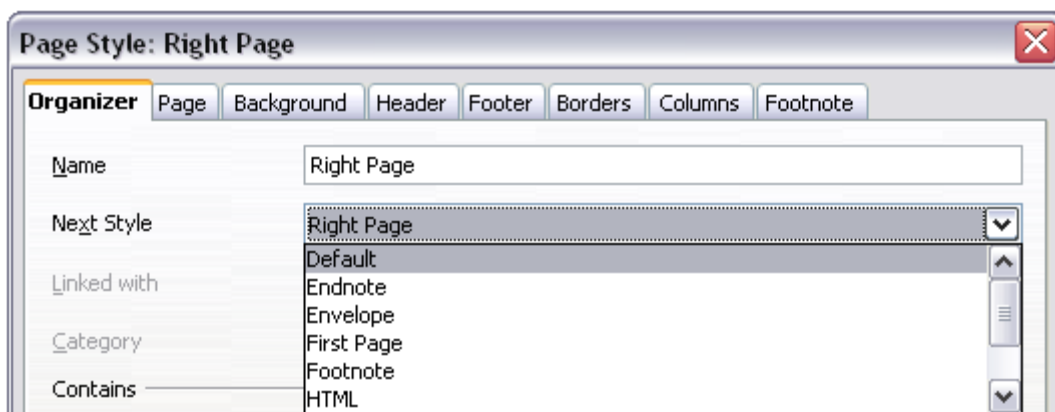 Page Style: Right Page
Organizer Page Background Header Footer Borders Columns Footnote
Name Right Page
Next Style Right Page
Default
Linked with Endnote
Envelope
Category First Page
Footnote
Contains HTML